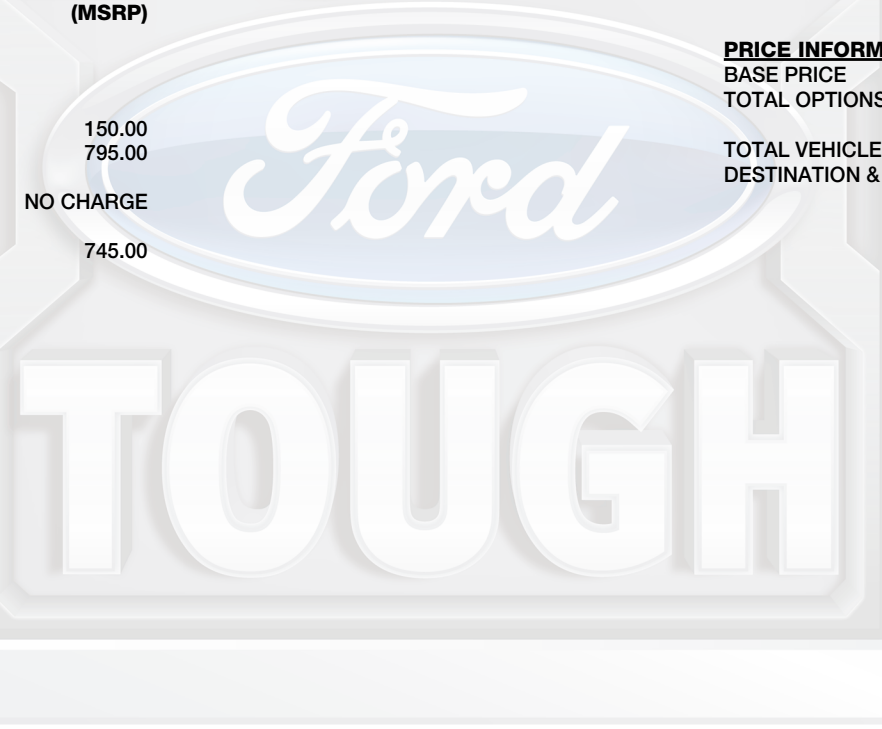 (MSRP)
150.00
795.00
NO CHARGE
745.00
PRICE INFORM
BASE PRICE
TOTAL OPTIONS
TOTAL VEHICLE
DESTINATION &
Ford
TOUGH